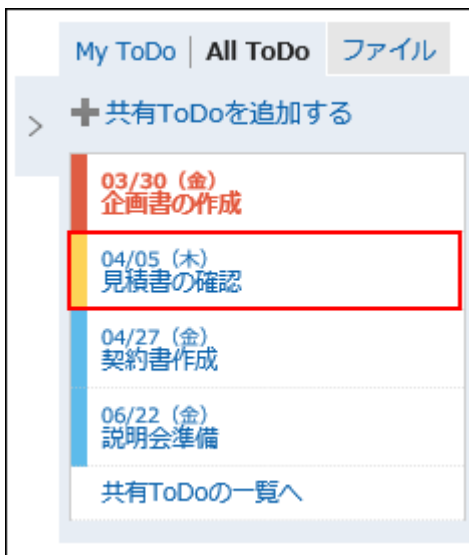 My ToDo | All ToDo ファイル
共有ToDoを追加する
03/30（金）
企画書の作成
04/05（木）
見積書の確認
04/27（金）
契約書作成
06/22（金）
説明会準備
共有ToDoの一覧へ